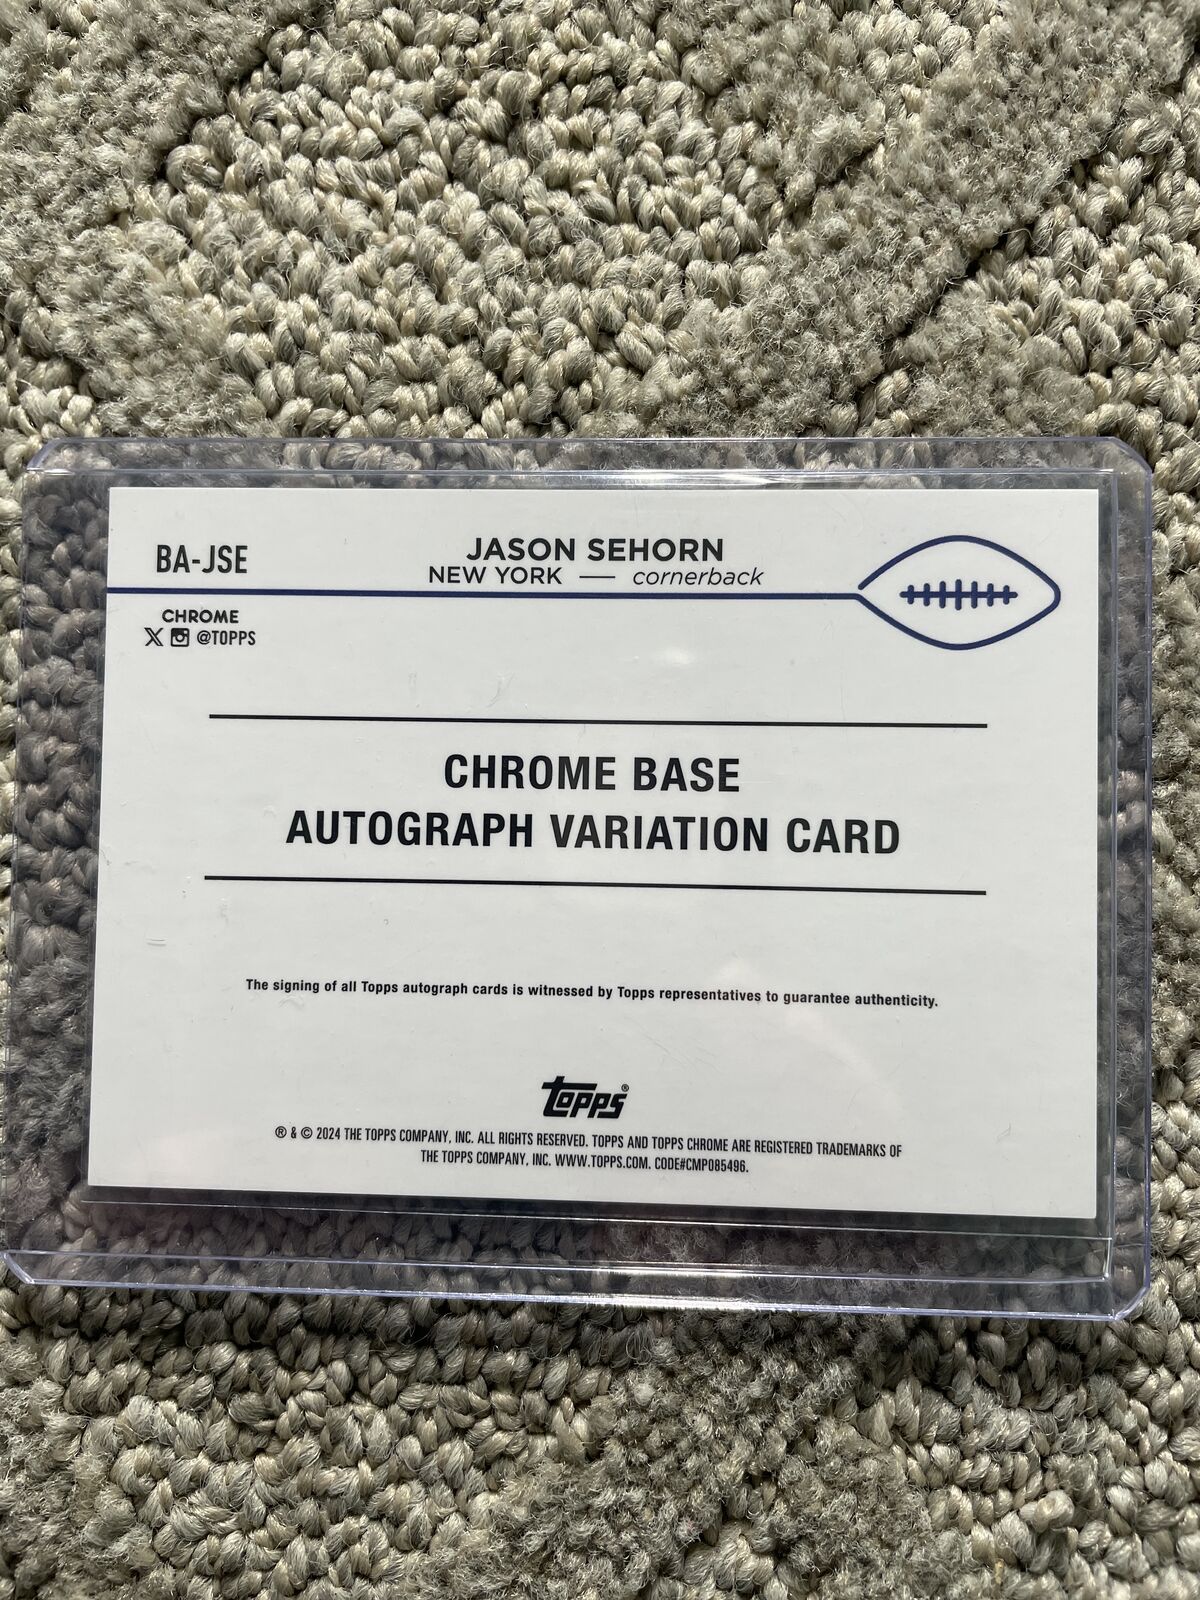 BA-JSE
JASON SEHORN
NEW YORK — cornerback
CHROME
X @TOPPS
CHROME BASE
AUTOGRAPH VARIATION CARD
The signing of all Topps autograph cards is witnessed by Topps representatives to guarantee authenticity.
topps®
® & © 2024 THE TOPPS COMPANY, INC. ALL RIGHTS RESERVED. TOPPS AND TOPPS CHROME ARE REGISTERED TRADEMARKS OF
THE TOPPS COMPANY, INC. WWW.TOPPS.COM. CODE#CMP085496.